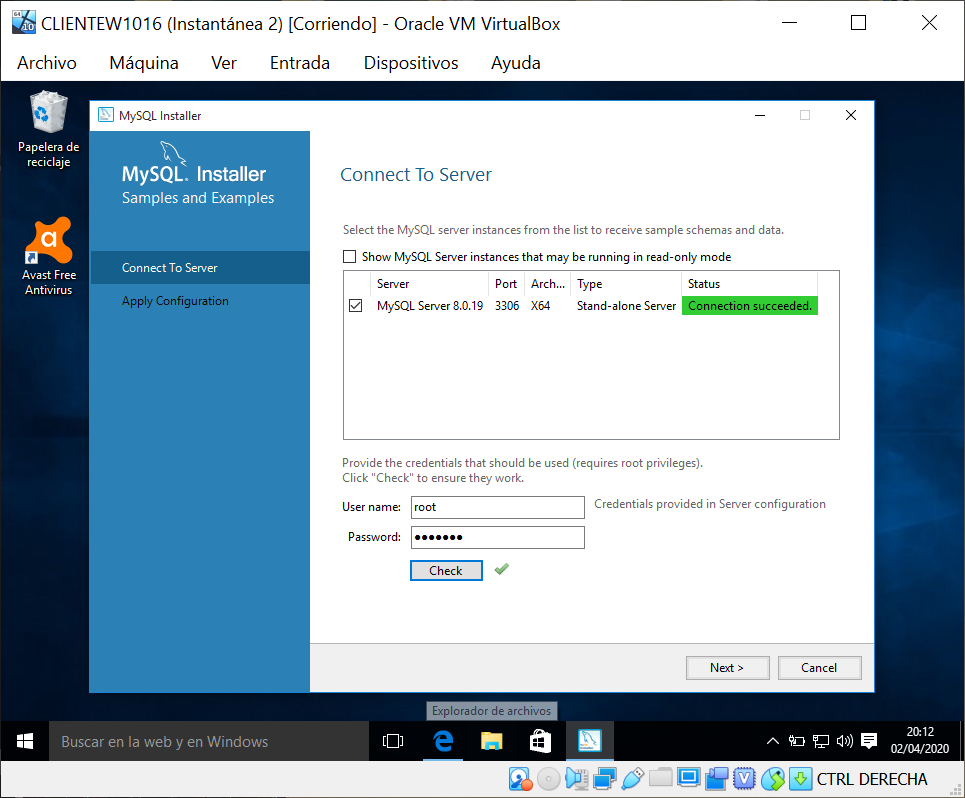 CLIENTEW1016 (Instantánea 2) [Corriendo] - Oracle VM VirtualBox
Archivo Máquina Ver Entrada Dispositivos Ayuda
Papelera de
reciclaje
Avast Free
Antivirus
MySQL Installer
MySQL. Installer
Samples and Examples
Connect To Server
Apply Configuration
Connect To Server
Select the MySQL server instances from the list to receive sample schemas and data.
Show MySQL Server instances that may be running in read-only mode
Server Port Arch... Type Status
MySQL Server 8.0.19 3306 X64 Stand-alone Server Connection succeeded.
Provide the credentials that should be used (requires root privileges).
Click "Check" to ensure they work.
User name: root Credentials provided in Server configuration
Password: •••••••
Check
Next > Cancel
Explorador de archivos
Buscar en la web y en Windows
20:12
02/04/2020
CTRL DERECHA